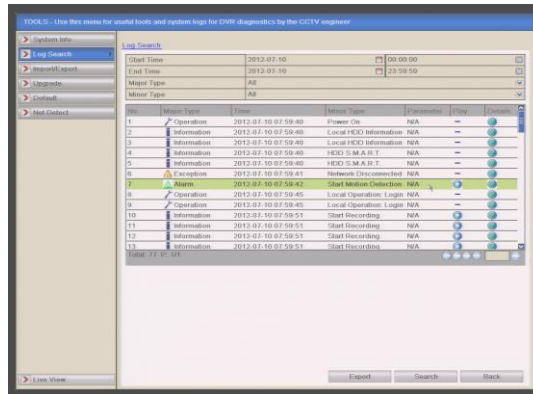 TOOLS - Use this menu for useful tools and system logs for DVR diagnostics by the CCTV engineer
System Info
Log Search
Import/Export
Upgrade
Default
Net Detect
Live View
Log Search
Start Time 2012-07-10 00:00:00
End Time 2012-07-10 23:59:59
Major Type All
Minor Type All
No. Major Type Time Minor Type Parameter Play Details
1 Operation 2012-07-10 07:59:40 Power On N/A –
2 Information 2012-07-10 07:59:40 Local HDD Information N/A –
3 Information 2012-07-10 07:59:40 Local HDD Information N/A –
4 Information 2012-07-10 07:59:40 HDD S.M.A.R.T. N/A –
5 Information 2012-07-10 07:59:40 HDD S.M.A.R.T. N/A –
6 Exception 2012-07-10 07:59:41 Network Disconnected N/A –
7 Alarm 2012-07-10 07:59:42 Start Motion Detection N/A
8 Operation 2012-07-10 07:59:45 Local Operation: Login N/A –
9 Operation 2012-07-10 07:59:45 Local Operation: Login N/A –
10 Information 2012-07-10 07:59:51 Start Recording N/A
11 Information 2012-07-10 07:59:51 Start Recording N/A
12 Information 2012-07-10 07:59:51 Start Recording N/A
13 Information 2012-07-10 07:59:51 Start Recording N/A
Total: 77 P: 1/1
Export Search Back